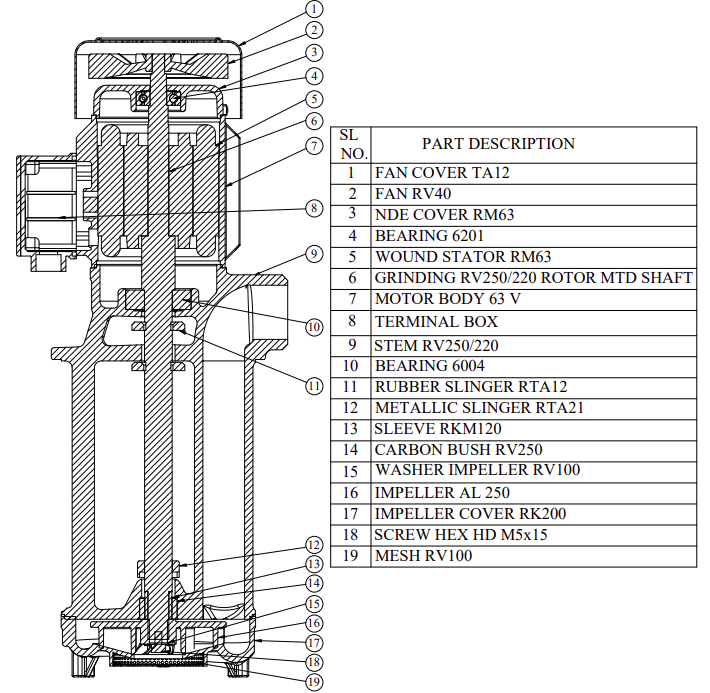 1
2
3
4
5
6
7
8
9
10
11
12
13
14
15
16
17
18
19
SL NO. PART DESCRIPTION
1 FAN COVER TA12
2 FAN RV40
3 NDE COVER RM63
4 BEARING 6201
5 WOUND STATOR RM63
6 GRINDING RV250/220 ROTOR MTD SHAFT
7 MOTOR BODY 63 V
8 TERMINAL BOX
9 STEM RV250/220
10 BEARING 6004
11 RUBBER SLINGER RTA12
12 METALLIC SLINGER RTA21
13 SLEEVE RKM120
14 CARBON BUSH RV250
15 WASHER IMPELLER RV100
16 IMPELLER AL 250
17 IMPELLER COVER RK200
18 SCREW HEX HD M5x15
19 MESH RV100